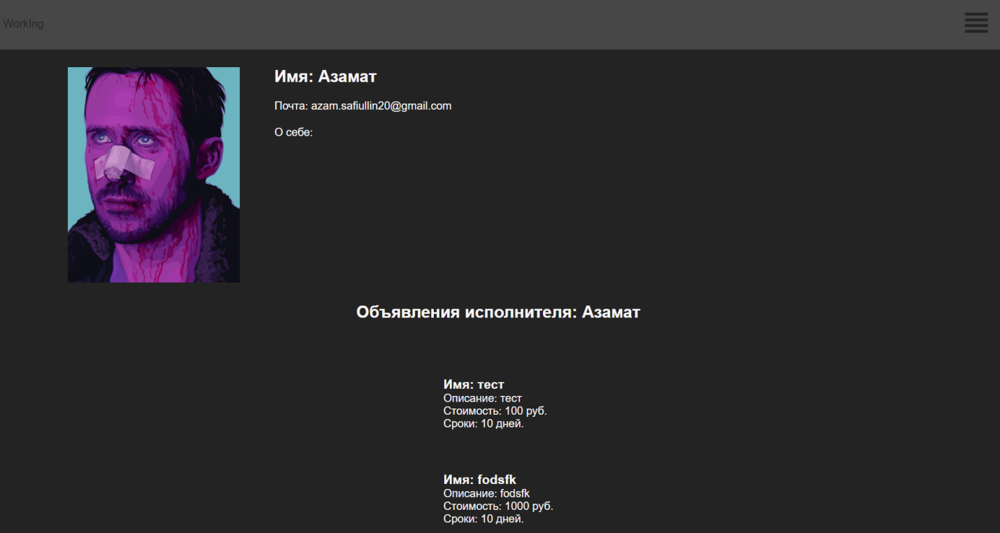 WorkIng
Имя: Азамат
Почта: azam.safiullin20@gmail.com
О себе:
Объявления исполнителя: Азамат
Имя: тест
Описание: тест
Стоимость: 100 руб.
Сроки: 10 дней.
Имя: fodsfk
Описание: fodsfk
Стоимость: 1000 руб.
Сроки: 10 дней.